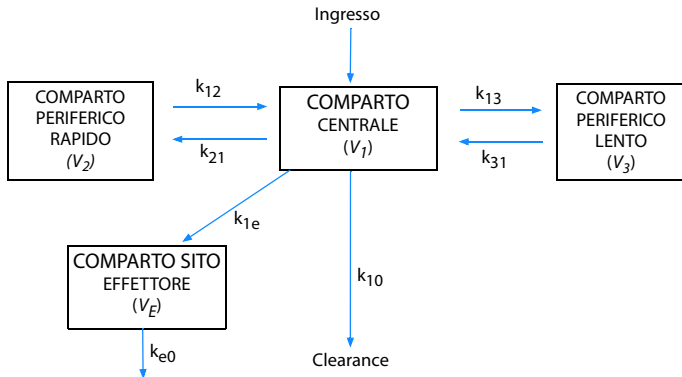 Ingresso
k12
k21
COMPARTO
PERIFERICO
RAPIDO
(V2)
COMPARTO
CENTRALE
(V1)
k13
k31
COMPARTO
PERIFERICO
LENTO
(V3)
k1e
k10
COMPARTO SITO
EFFETTORE
(VE)
ke0
Clearance